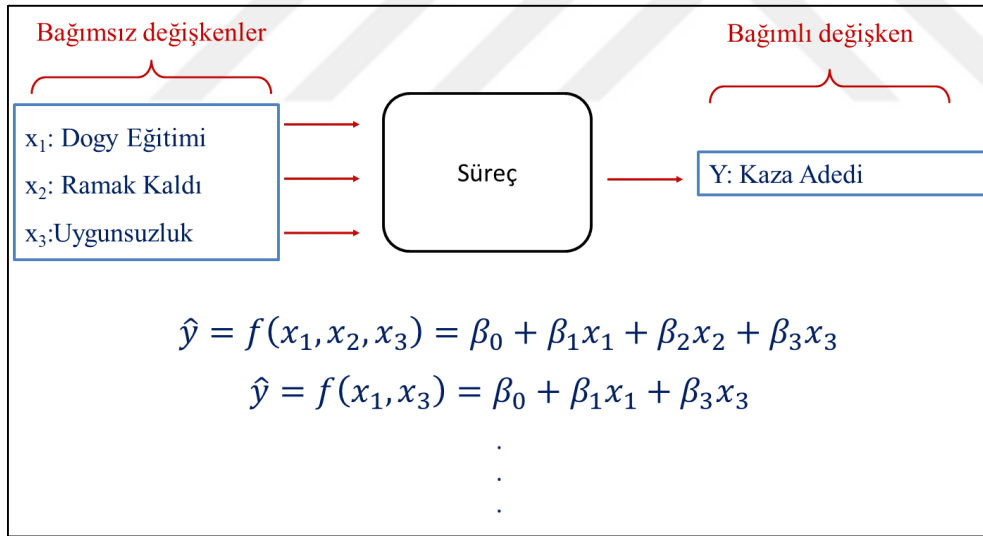 Bağımsız değişkenler
Bağımlı değişken
x₁: Dogy Eğitimi
x₂: Ramak Kaldı
x₃:Uygunsuzluk
Süreç
Y: Kaza Adedi
ŷ = f(x₁, x₂, x₃) = β₀ + β₁x₁ + β₂x₂ + β₃x₃
ŷ = f(x₁, x₃) = β₀ + β₁x₁ + β₃x₃
.
.
.